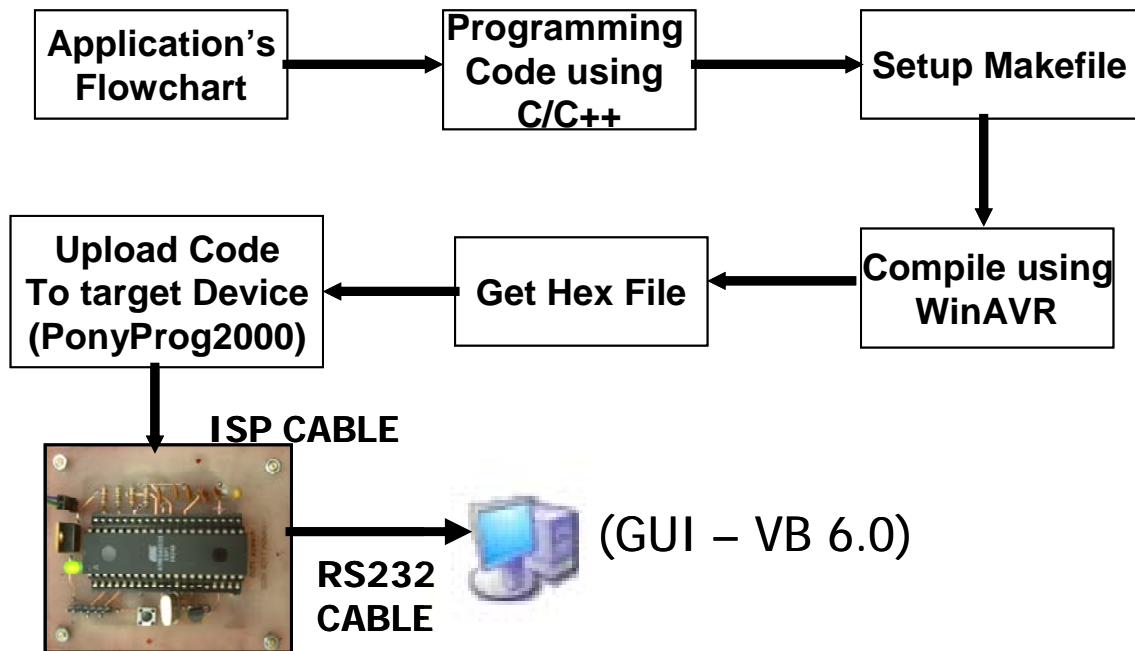 Application's
Flowchart
Programming
Code using
C/C++
Setup Makefile
Compile using
WinAVR
Get Hex File
Upload Code
To target Device
(PonyProg2000)
ISP CABLE
RS232
CABLE
(GUI – VB 6.0)